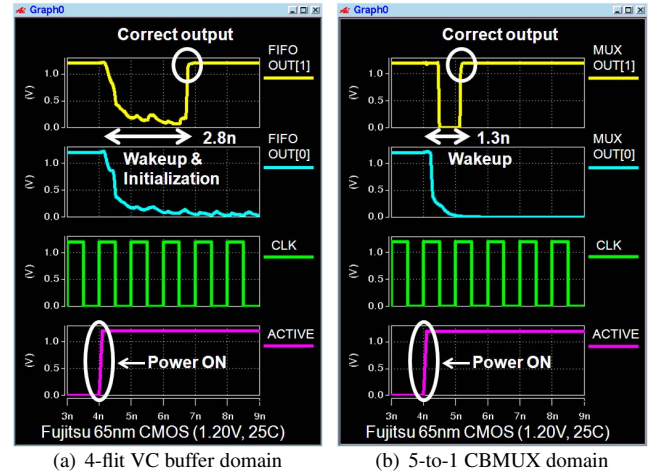 Graph0
Correct output
FIFO
OUT[1]
(V)
1.0
0.5
0.0
2.8n
Wakeup &
Initialization
FIFO
OUT[0]
(V)
1.0
0.5
0.0
CLK
(V)
1.0
0.5
0.0
ACTIVE
(V)
1.0
0.5
0.0
Power ON
3n 4n 5n 6n 7n 8n 9n
Fujitsu 65nm CMOS (1.20V, 25C)
(a) 4-flit VC buffer domain
Graph0
Correct output
MUX
OUT[1]
(V)
1.0
0.5
0.0
1.3n
Wakeup
MUX
OUT[0]
(V)
1.0
0.5
0.0
CLK
(V)
1.0
0.5
0.0
ACTIVE
(V)
1.0
0.5
0.0
Power ON
3n 4n 5n 6n 7n 8n 9n
Fujitsu 65nm CMOS (1.20V, 25C)
(b) 5-to-1 CBMUX domain